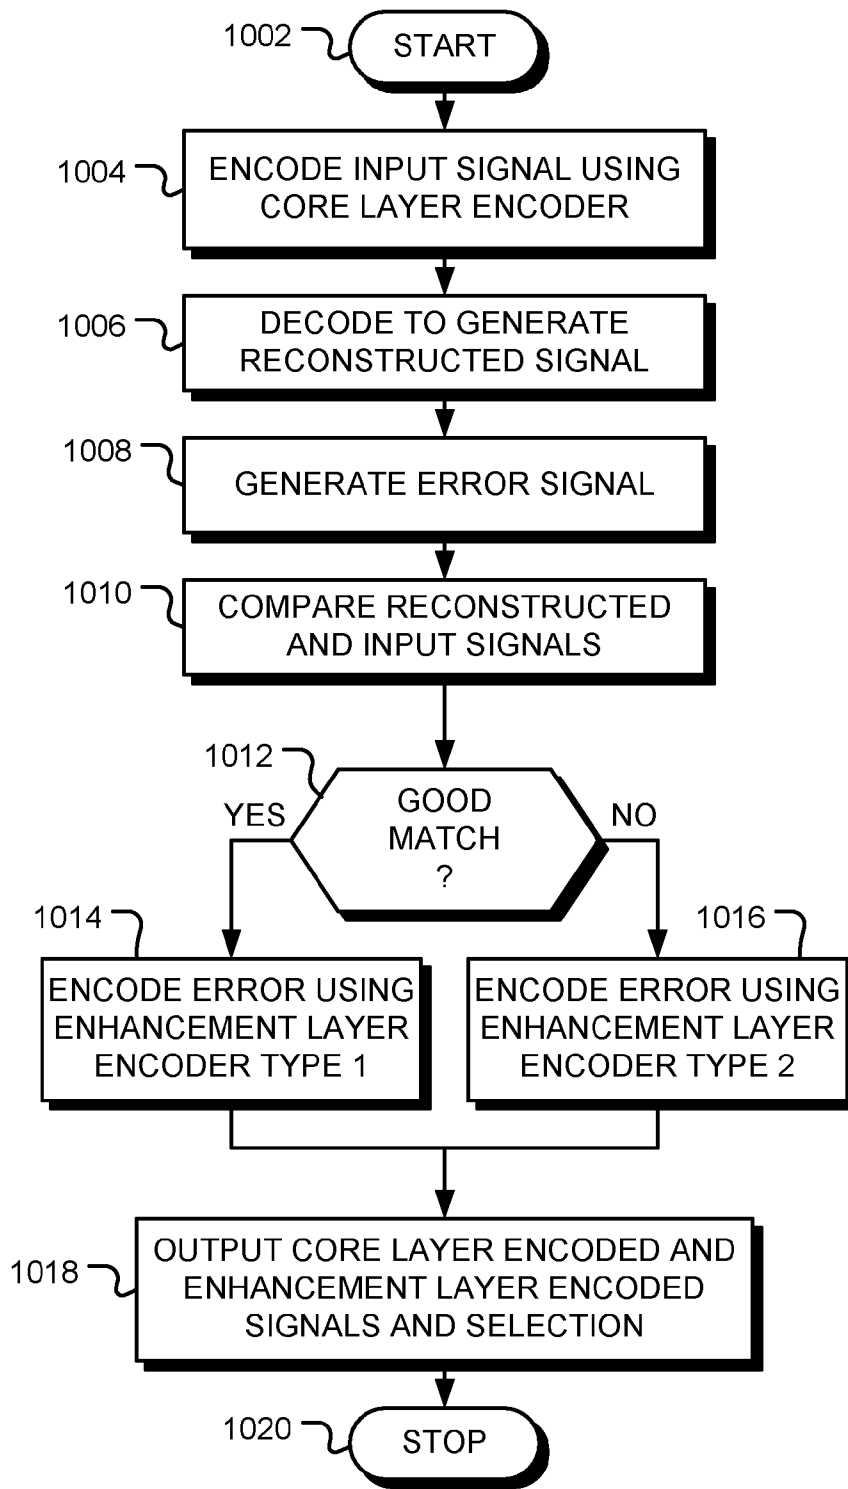 1002
START
1004
ENCODE INPUT SIGNAL USING
CORE LAYER ENCODER
1006
DECODE TO GENERATE
RECONSTRUCTED SIGNAL
1008
GENERATE ERROR SIGNAL
1010
COMPARE RECONSTRUCTED
AND INPUT SIGNALS
1012
GOOD
MATCH
?
YES
NO
1014
ENCODE ERROR USING
ENHANCEMENT LAYER
ENCODER TYPE 1
1016
ENCODE ERROR USING
ENHANCEMENT LAYER
ENCODER TYPE 2
1018
OUTPUT CORE LAYER ENCODED AND
ENHANCEMENT LAYER ENCODED
SIGNALS AND SELECTION
1020
STOP